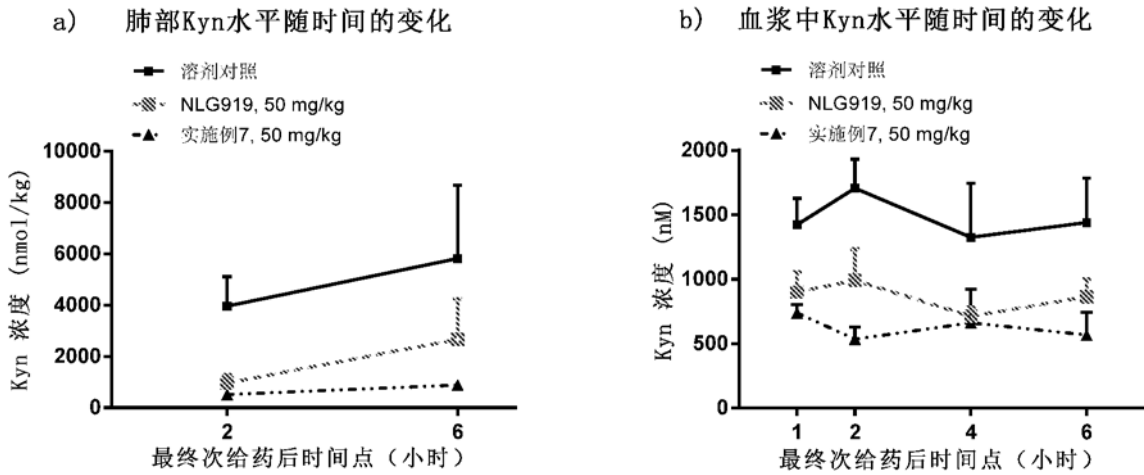 a) 肺部Kyn水平随时间的变化
溶剂对照
NLG919, 50 mg/kg
实施例7, 50 mg/kg
Kyn 浓度 (nmol/kg)
10000
8000
6000
4000
2000
0
2 6
最终次给药后时间点（小时）
b) 血浆中Kyn水平随时间的变化
溶剂对照
NLG919, 50 mg/kg
实施例7, 50 mg/kg
Kyn 浓度 (nM)
2000
1500
1000
500
0
1 2 4 6
最终次给药后时间点（小时）